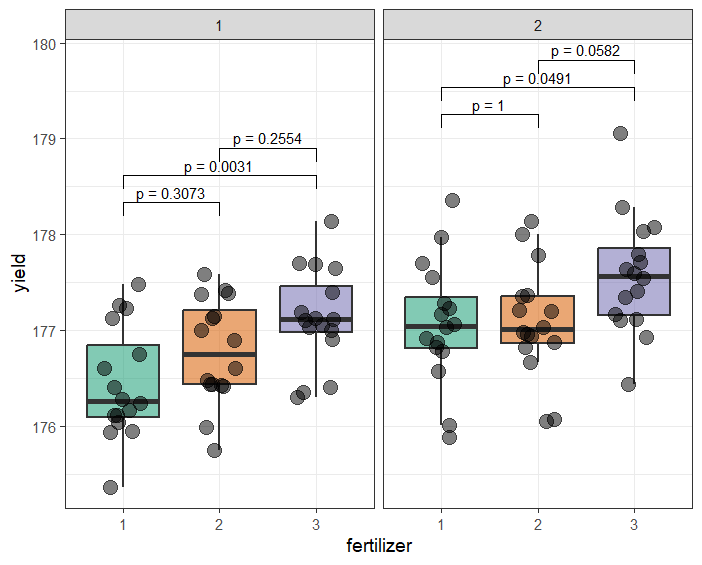 1
2
180
179
178
177
176
yield
p = 0.2554
p = 0.0031
p = 0.3073
p = 0.0582
p = 0.0491
p = 1
1 2 3
1 2 3
fertilizer